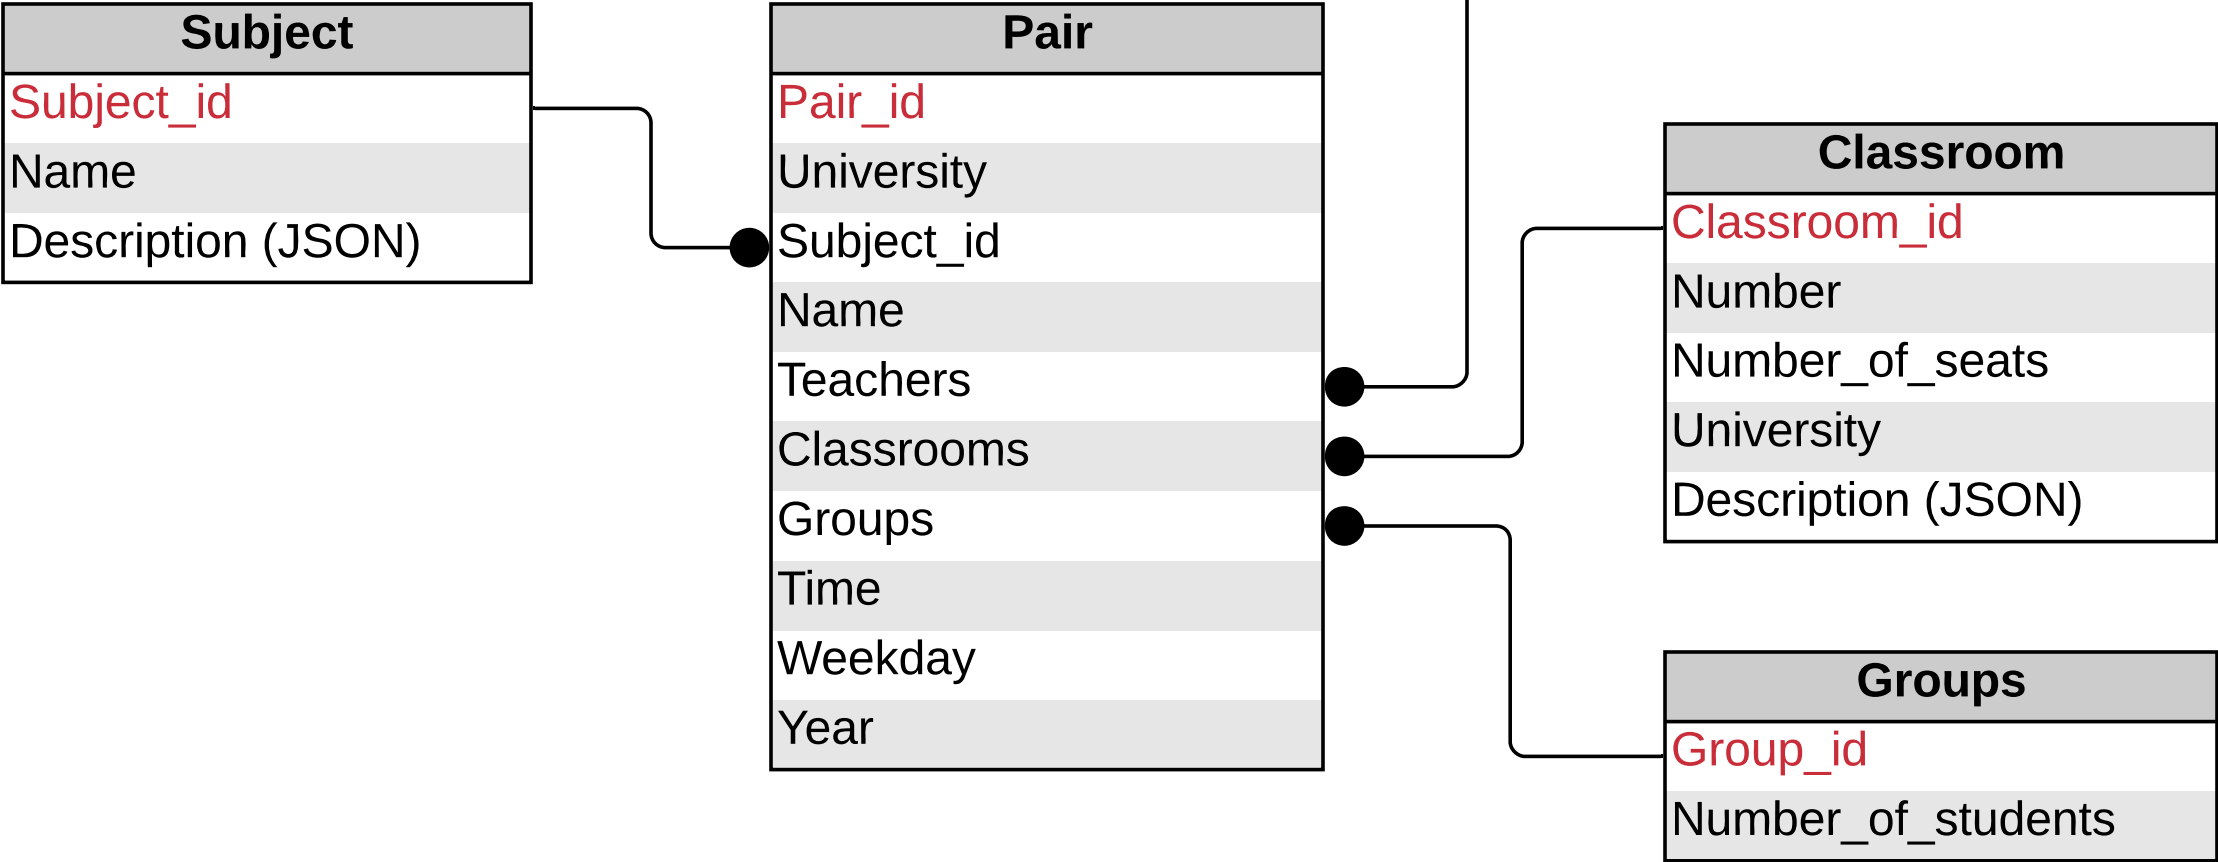 Subject
Subject_id
Name
Description (JSON)
Pair
Pair_id
University
Subject_id
Name
Teachers
Classrooms
Groups
Time
Weekday
Year
Classroom
Classroom_id
Number
Number_of_seats
University
Description (JSON)
Groups
Group_id
Number_of_students